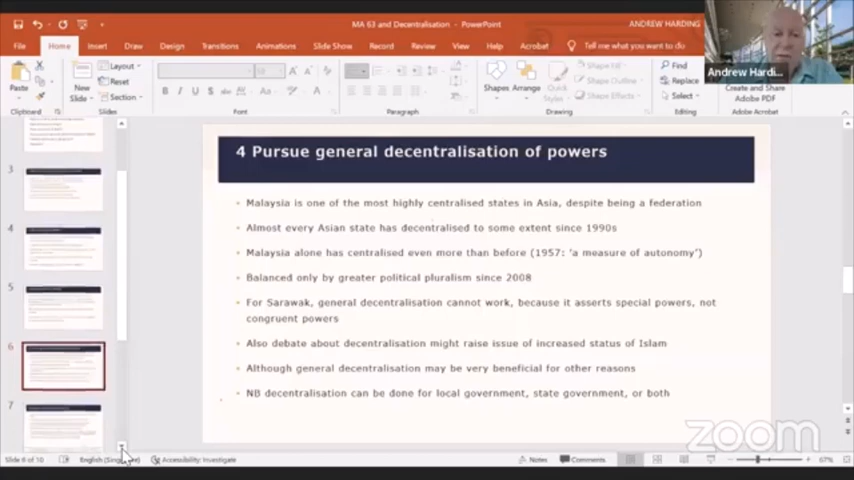 MA 63 and Decentralisation - PowerPoint
ANDREW HARDING
File Home Insert Draw Design Transitions Animations Slide Show Record Review View Help Acrobat Tell me what you want to do
Paste
Clipboard
New Slide
Layout
Reset
Section
Slides
Font
Paragraph
Shapes Arrange Quick Styles
Shape Fill
Shape Outline
Shape Effects
Drawing
Find
Replace
Select
Editing
Create and Share Adobe PDF
Adobe Acrobat
Andrew Hardi...
3
4
5
6
7
4 Pursue general decentralisation of powers
Malaysia is one of the most highly centralised states in Asia, despite being a federation
Almost every Asian state has decentralised to some extent since 1990s
Malaysia alone has centralised even more than before (1957: 'a measure of autonomy')
Balanced only by greater political pluralism since 2008
For Sarawak, general decentralisation cannot work, because it asserts special powers, not
congruent powers
Also debate about decentralisation might raise issue of increased status of Islam
Although general decentralisation may be very beneficial for other reasons
NB decentralisation can be done for local government, state government, or both
zoom
Slide 6 of 10
Accessibility: Investigate
Notes
Comments
67%